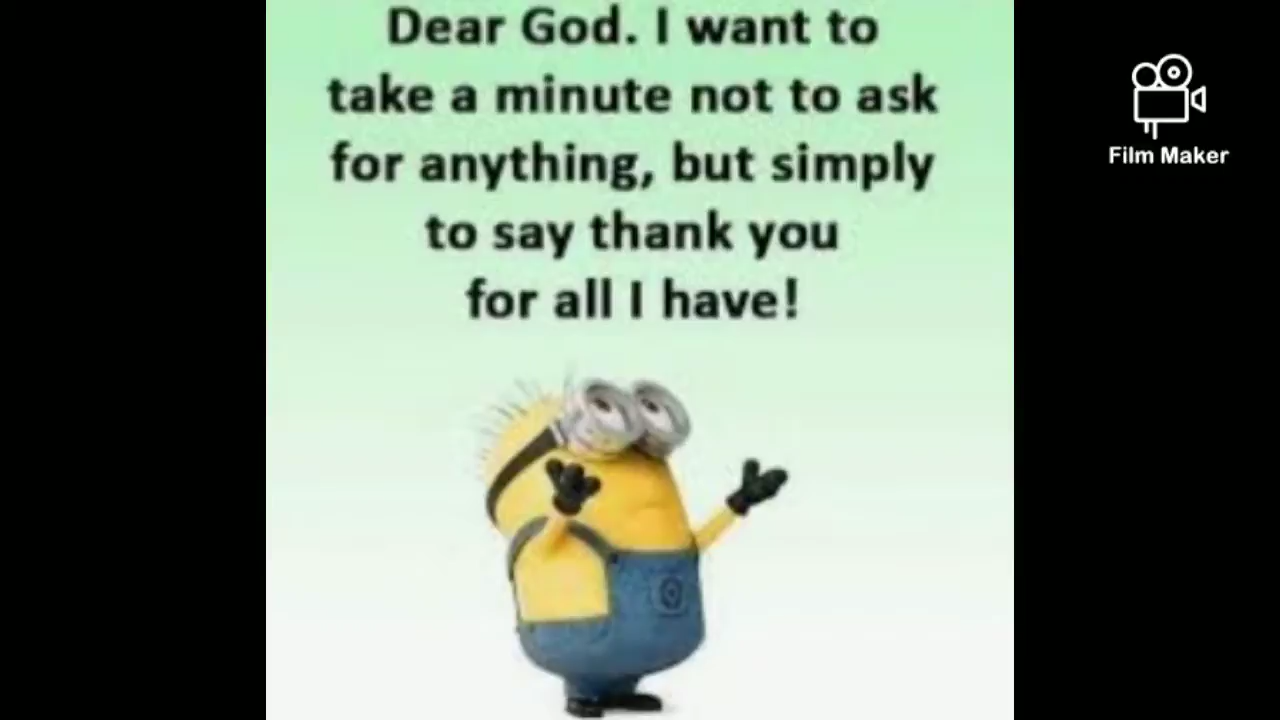 Dear God. I want to
take a minute not to ask
for anything, but simply
to say thank you
for all I have!
Film Maker